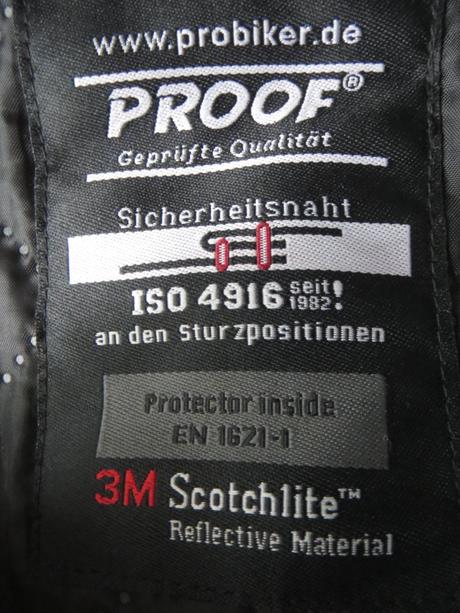 www.probiker.de
PROOF®
Geprüfte Qualität
Sicherheitsnaht
ISO 4916 seit 1982!
an den Sturzpositionen
Protector inside
EN 1621-1
3M Scotchlite™
Reflective Material